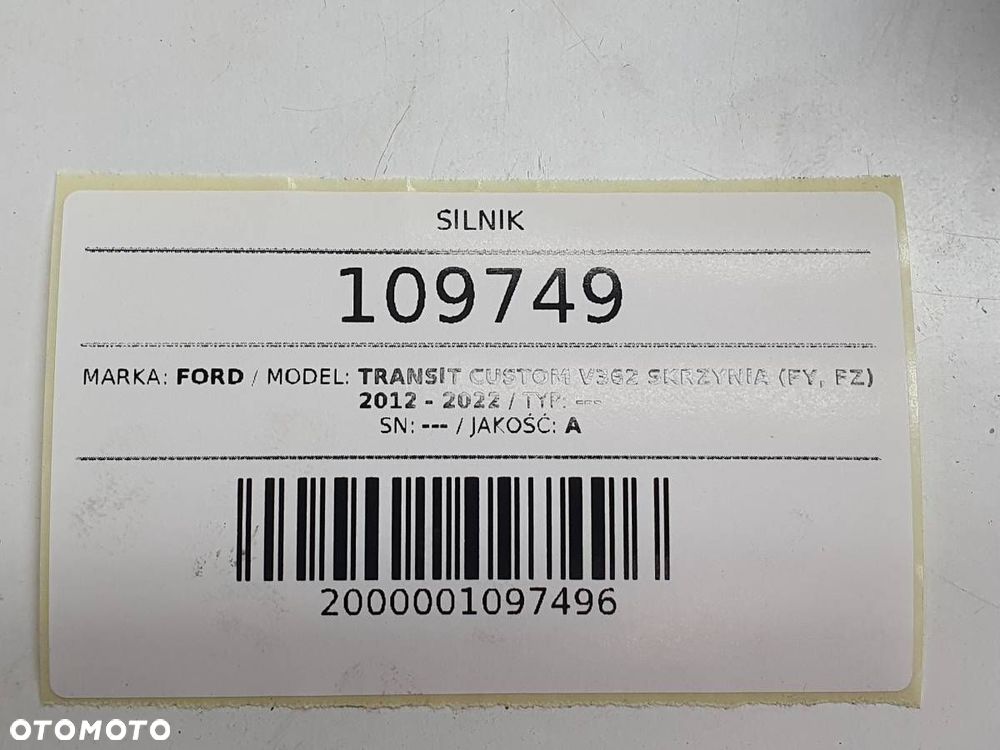 SILNIK
109749
MARKA: FORD / MODEL: TRANSIT CUSTOM V362 SKRZYNIA (FY, FZ)
2012 - 2022 / TYP: ---
SN: --- / JAKOŚĆ: A
2000001097496
OTOMOTO